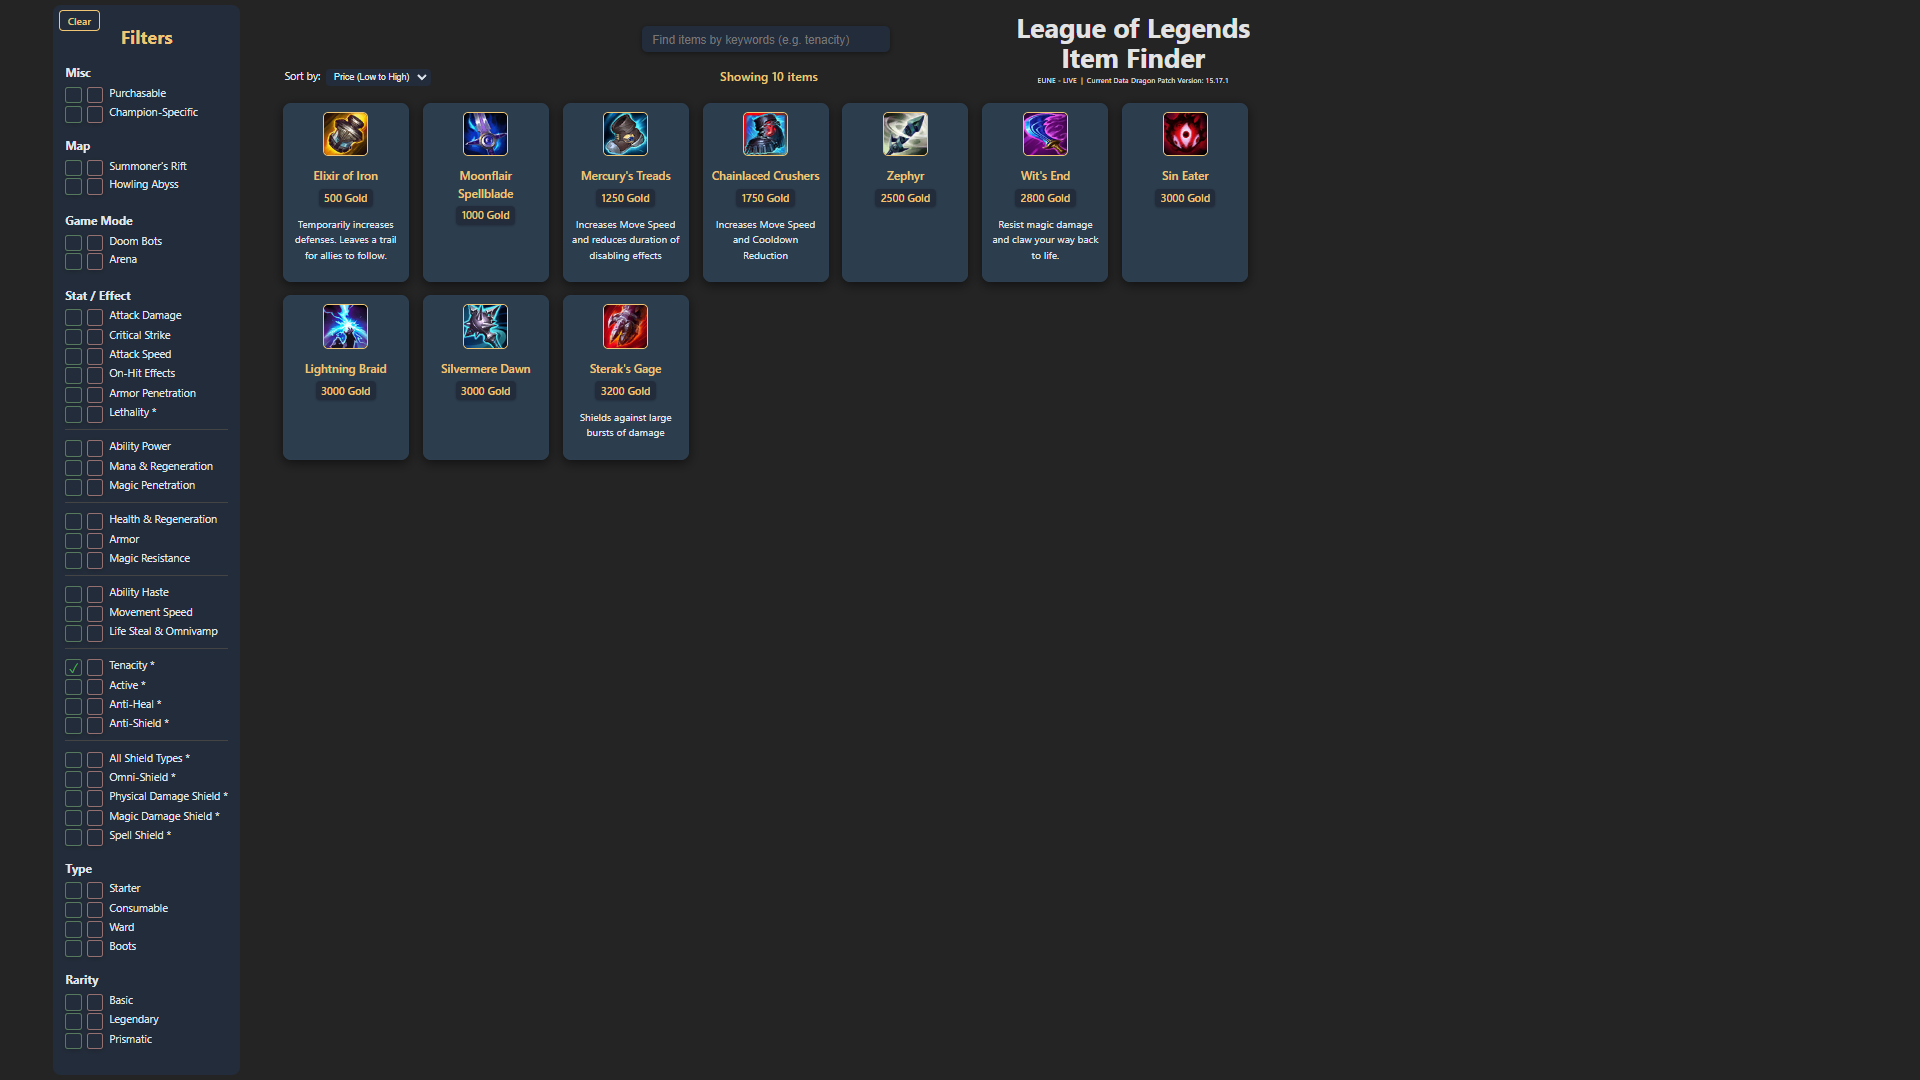 Clear
Filters
Misc
Purchasable
Champion-Specific
Map
Summoner's Rift
Howling Abyss
Game Mode
Doom Bots
Arena
Stat / Effect
Attack Damage
Critical Strike
Attack Speed
On-Hit Effects
Armor Penetration
Lethality *
Ability Power
Mana & Regeneration
Magic Penetration
Health & Regeneration
Armor
Magic Resistance
Ability Haste
Movement Speed
Life Steal & Omnivamp
Tenacity *
Active *
Anti-Heal *
Anti-Shield *
All Shield Types *
Omni-Shield *
Physical Damage Shield *
Magic Damage Shield *
Spell Shield *
Type
Starter
Consumable
Ward
Boots
Rarity
Basic
Legendary
Prismatic
Find items by keywords (e.g. tenacity)
League of Legends
Item Finder
EUNE - LIVE | Current Data Dragon Patch Version: 15.17.1
Sort by: Price (Low to High)
Showing 10 items
Elixir of Iron
500 Gold
Temporarily increases
defenses. Leaves a trail
for allies to follow.
Moonflair
Spellblade
1000 Gold
Mercury's Treads
1250 Gold
Increases Move Speed
and reduces duration of
disabling effects
Chainlaced Crushers
1750 Gold
Increases Move Speed
and Cooldown
Reduction
Zephyr
2500 Gold
Wit's End
2800 Gold
Resist magic damage
and claw your way back
to life.
Sin Eater
3000 Gold
Lightning Braid
3000 Gold
Silvermere Dawn
3000 Gold
Sterak's Gage
3200 Gold
Shields against large
bursts of damage